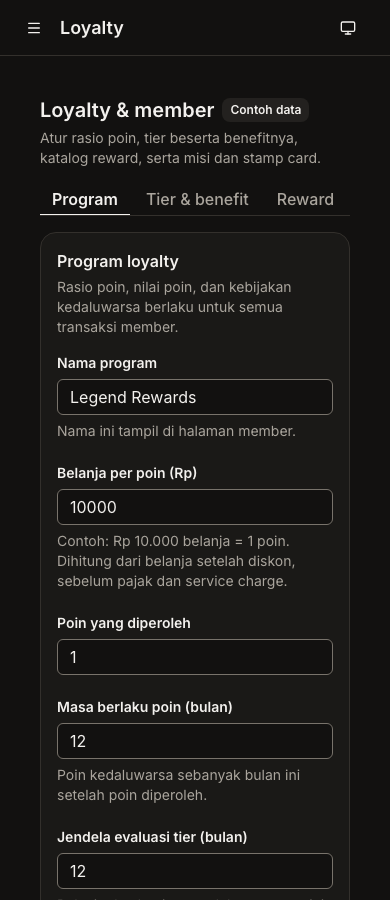 Loyalty
Loyalty & member
Contoh data
Atur rasio poin, tier beserta benefitnya,
katalog reward, serta misi dan stamp card.
Program
Tier & benefit
Reward
Program loyalty
Rasio poin, nilai poin, dan kebijakan
kedaluwarsa berlaku untuk semua
transaksi member.
Nama program
Legend Rewards
Nama ini tampil di halaman member.
Belanja per poin (Rp)
10000
Contoh: Rp 10.000 belanja = 1 poin.
Dihitung dari belanja setelah diskon,
sebelum pajak dan service charge.
Poin yang diperoleh
1
Masa berlaku poin (bulan)
12
Poin kedaluwarsa sebanyak bulan ini
setelah poin diperoleh.
Jendela evaluasi tier (bulan)
12